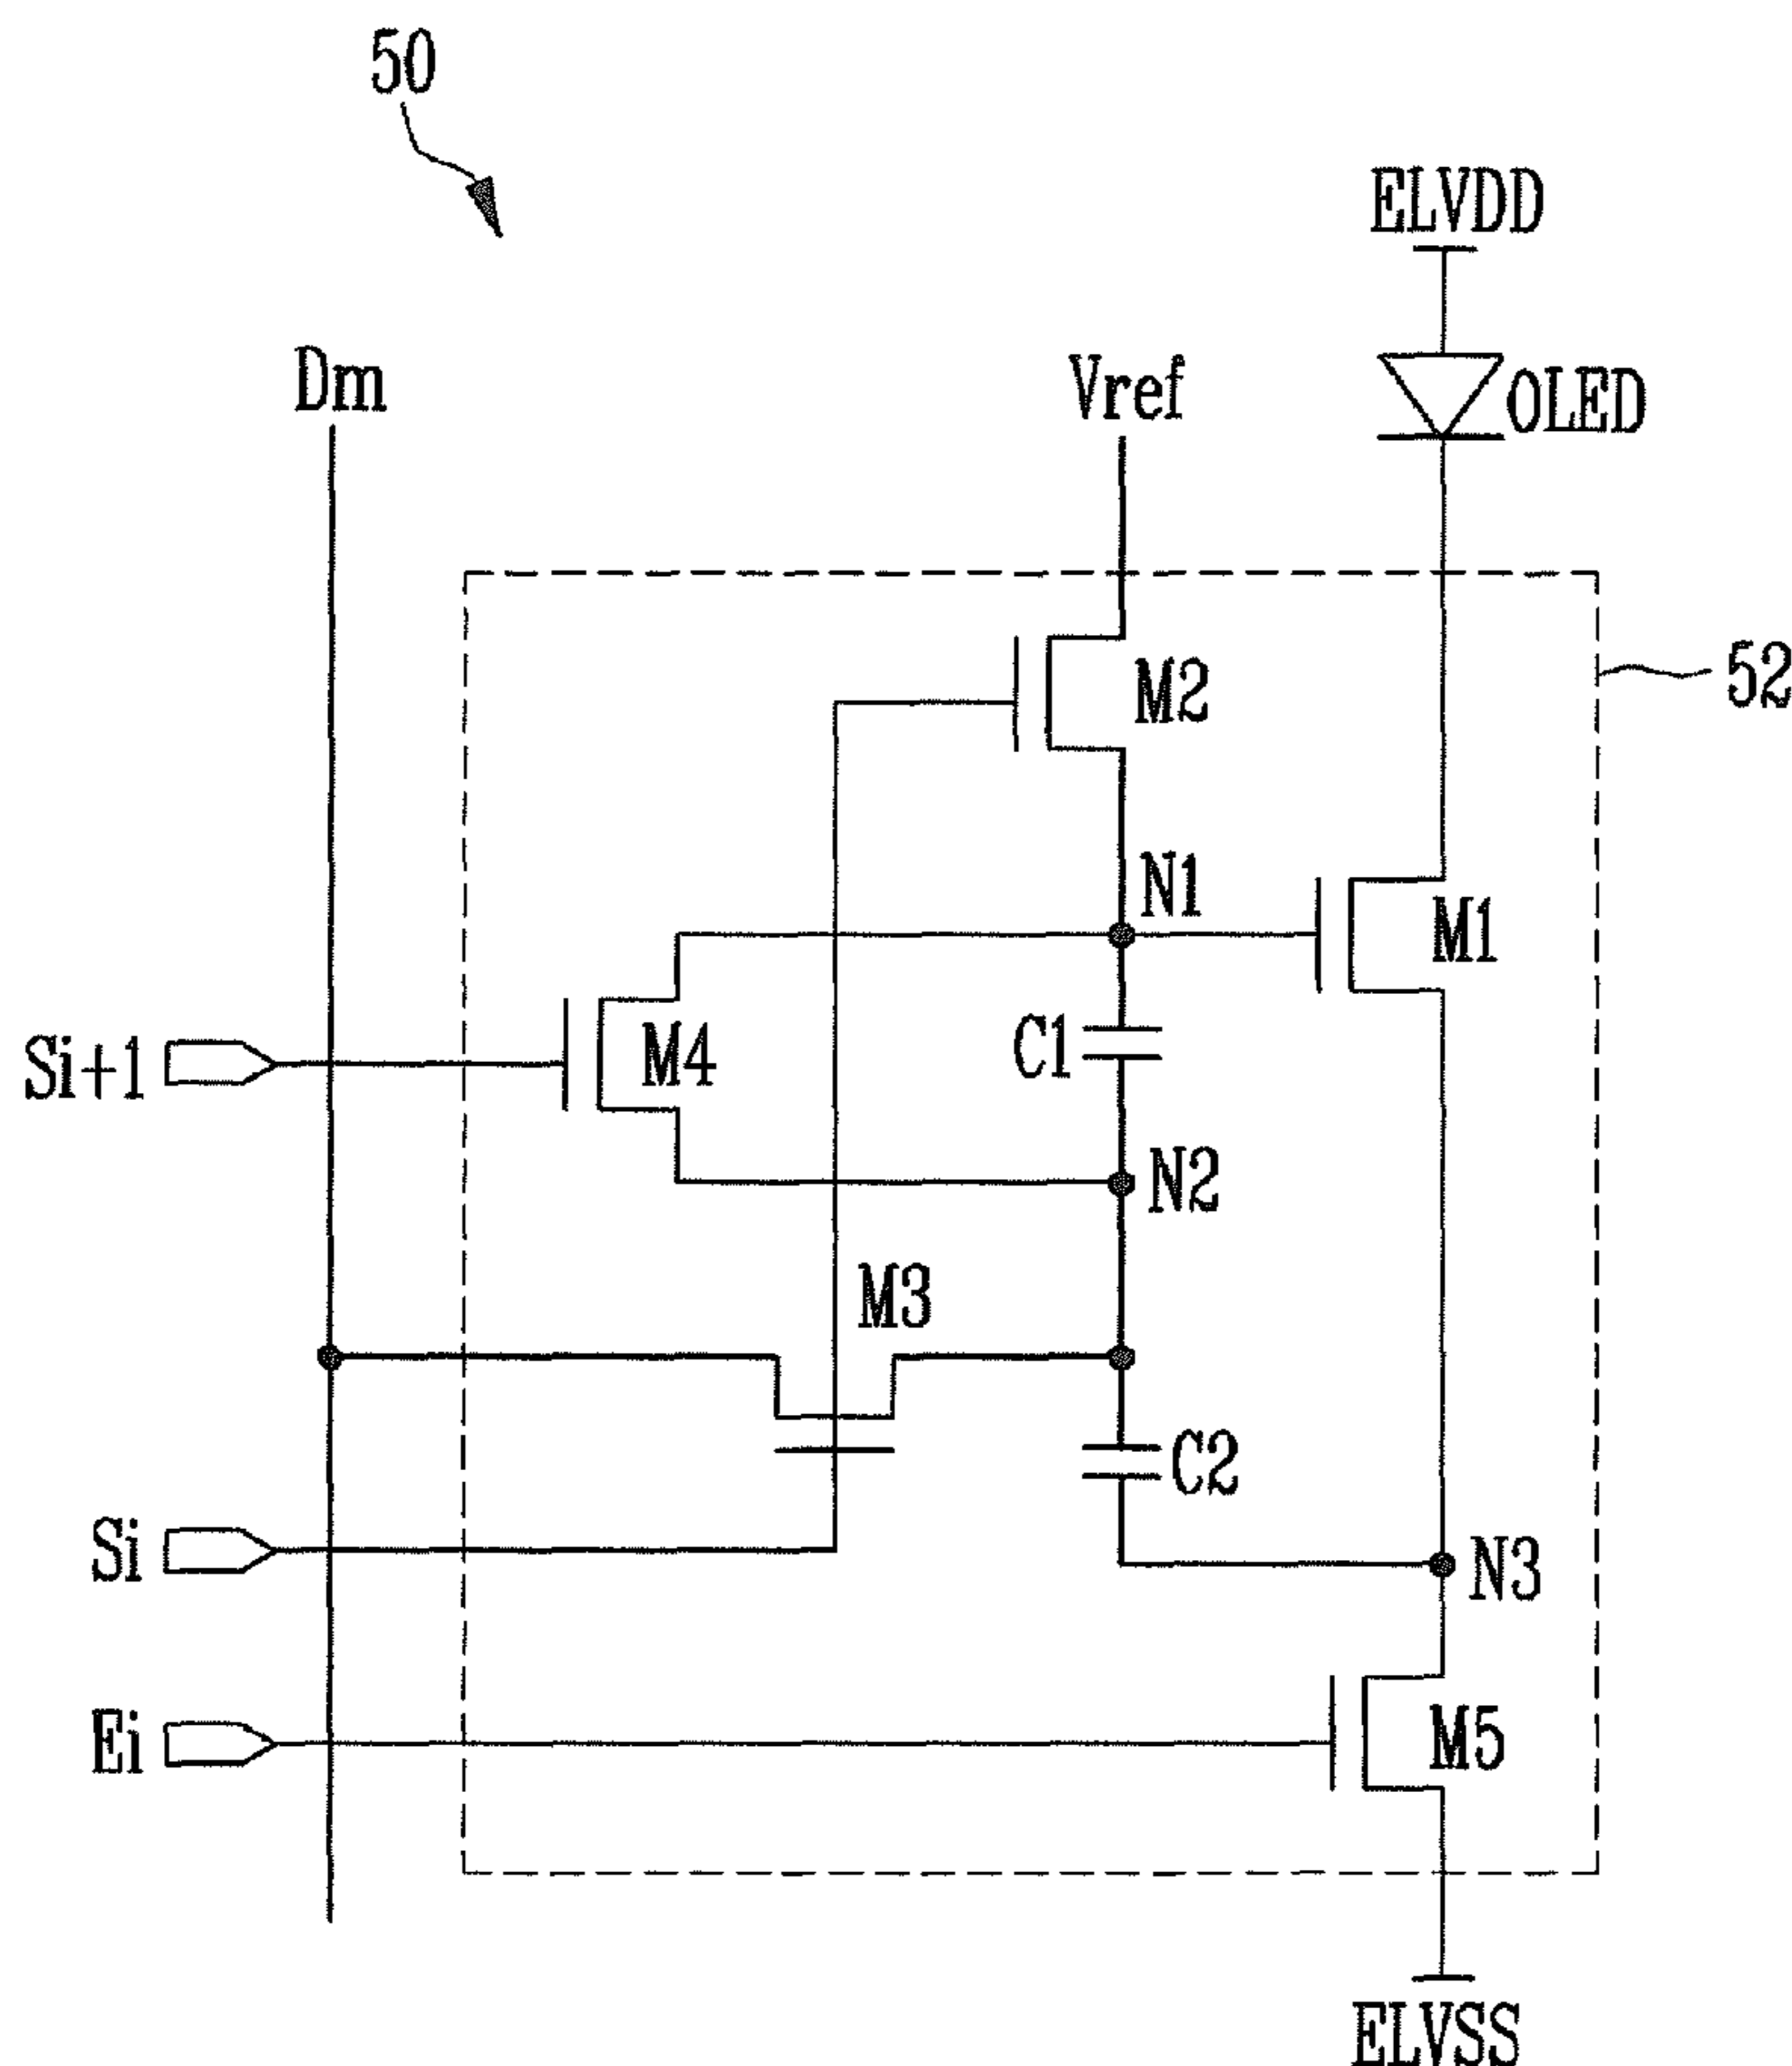 50
ELVDD
Dm
Vref
OLED
M2
52
N1
M1
Si+1
M4
C1
N2
M3
C2
Si
N3
Ei
M5
ELVSS